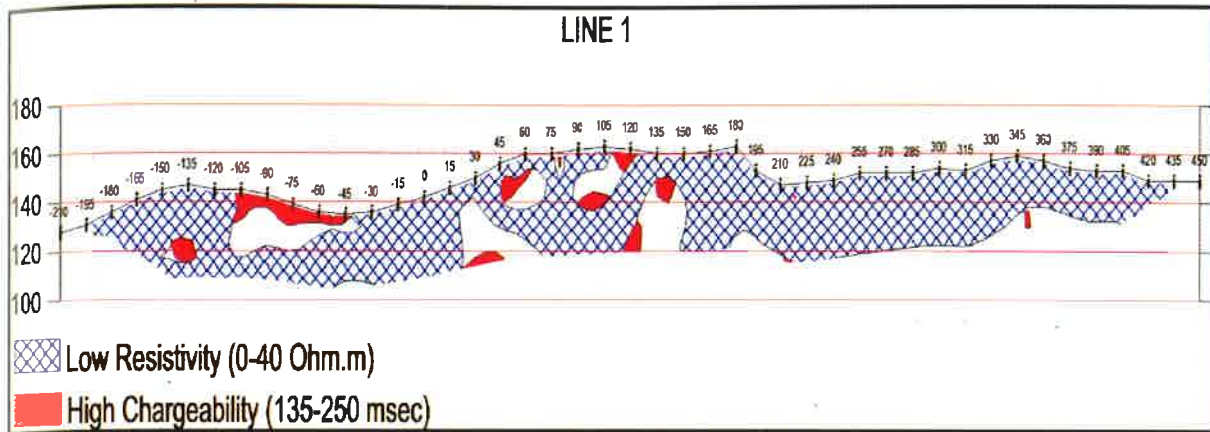 LINE 1
180
160
140
120
100
-210 -195 -180 -165 -150 -135 -120 -105 -90 -75 -60 -45 -30 -15 0 15 30 45 60 75 90 105 120 135 150 165 180 195 210 225 240 255 270 285 300 315 330 345 360 375 390 405 420 435 450
Low Resistivity (0-40 Ohm.m)
High Chargeability (135-250 msec)